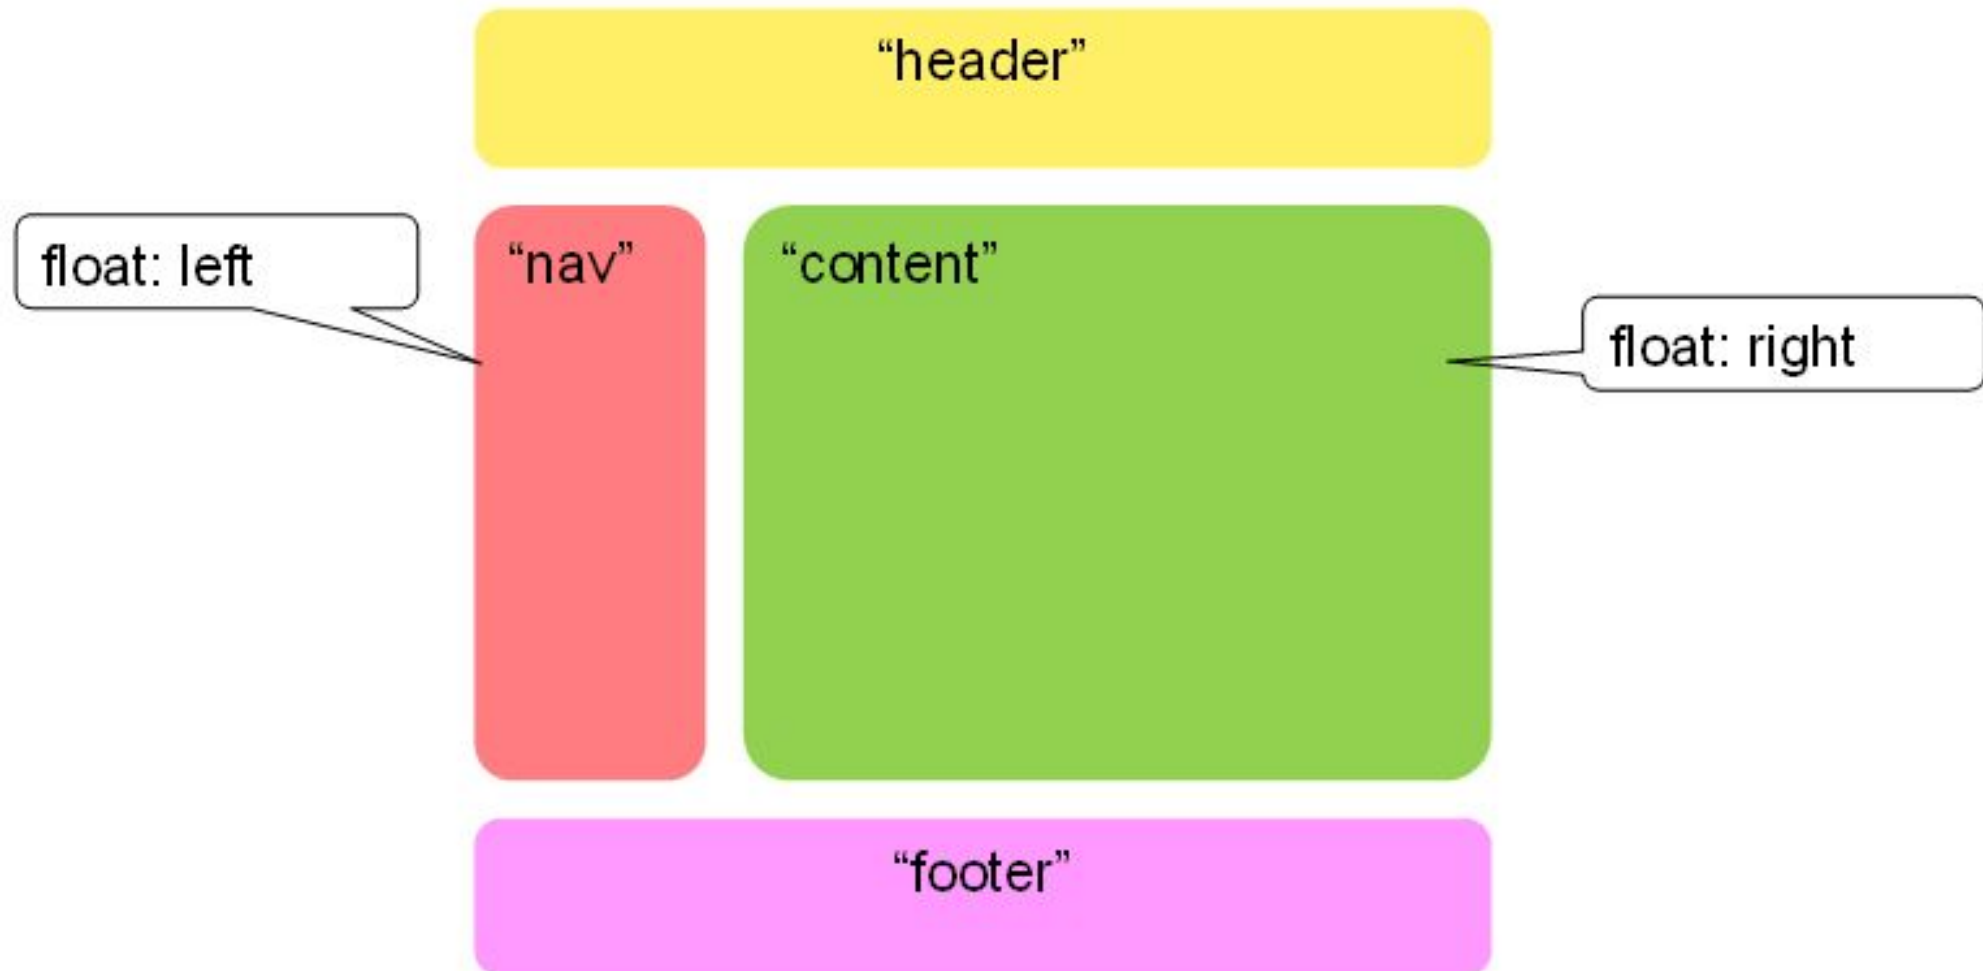 “header”
float: left
“nav”
“content”
float: right
“footer”